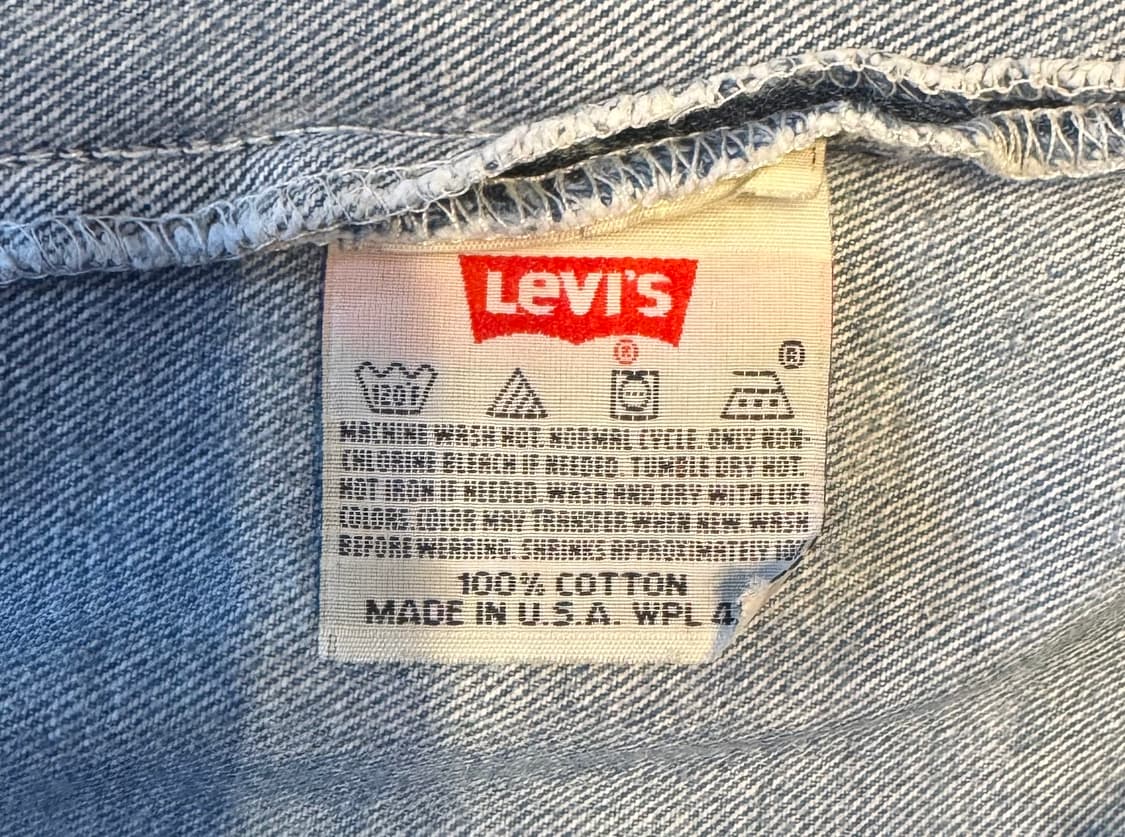 LEVI'S
®
®
120F
MACHINE WASH HOT. NORMAL CYCLE. ONLY NON-
CHLORINE BLEACH IF NEEDED. TUMBLE DRY HOT.
HOT IRON IF NEEDED. WASH AND DRY WITH LIKE
COLORS. COLOR MAY TRANSFER WHEN NEW. WASH
BEFORE WEARING. SHRINKS APPROXIMATELY
100% COTTON
MADE IN U.S.A. WPL